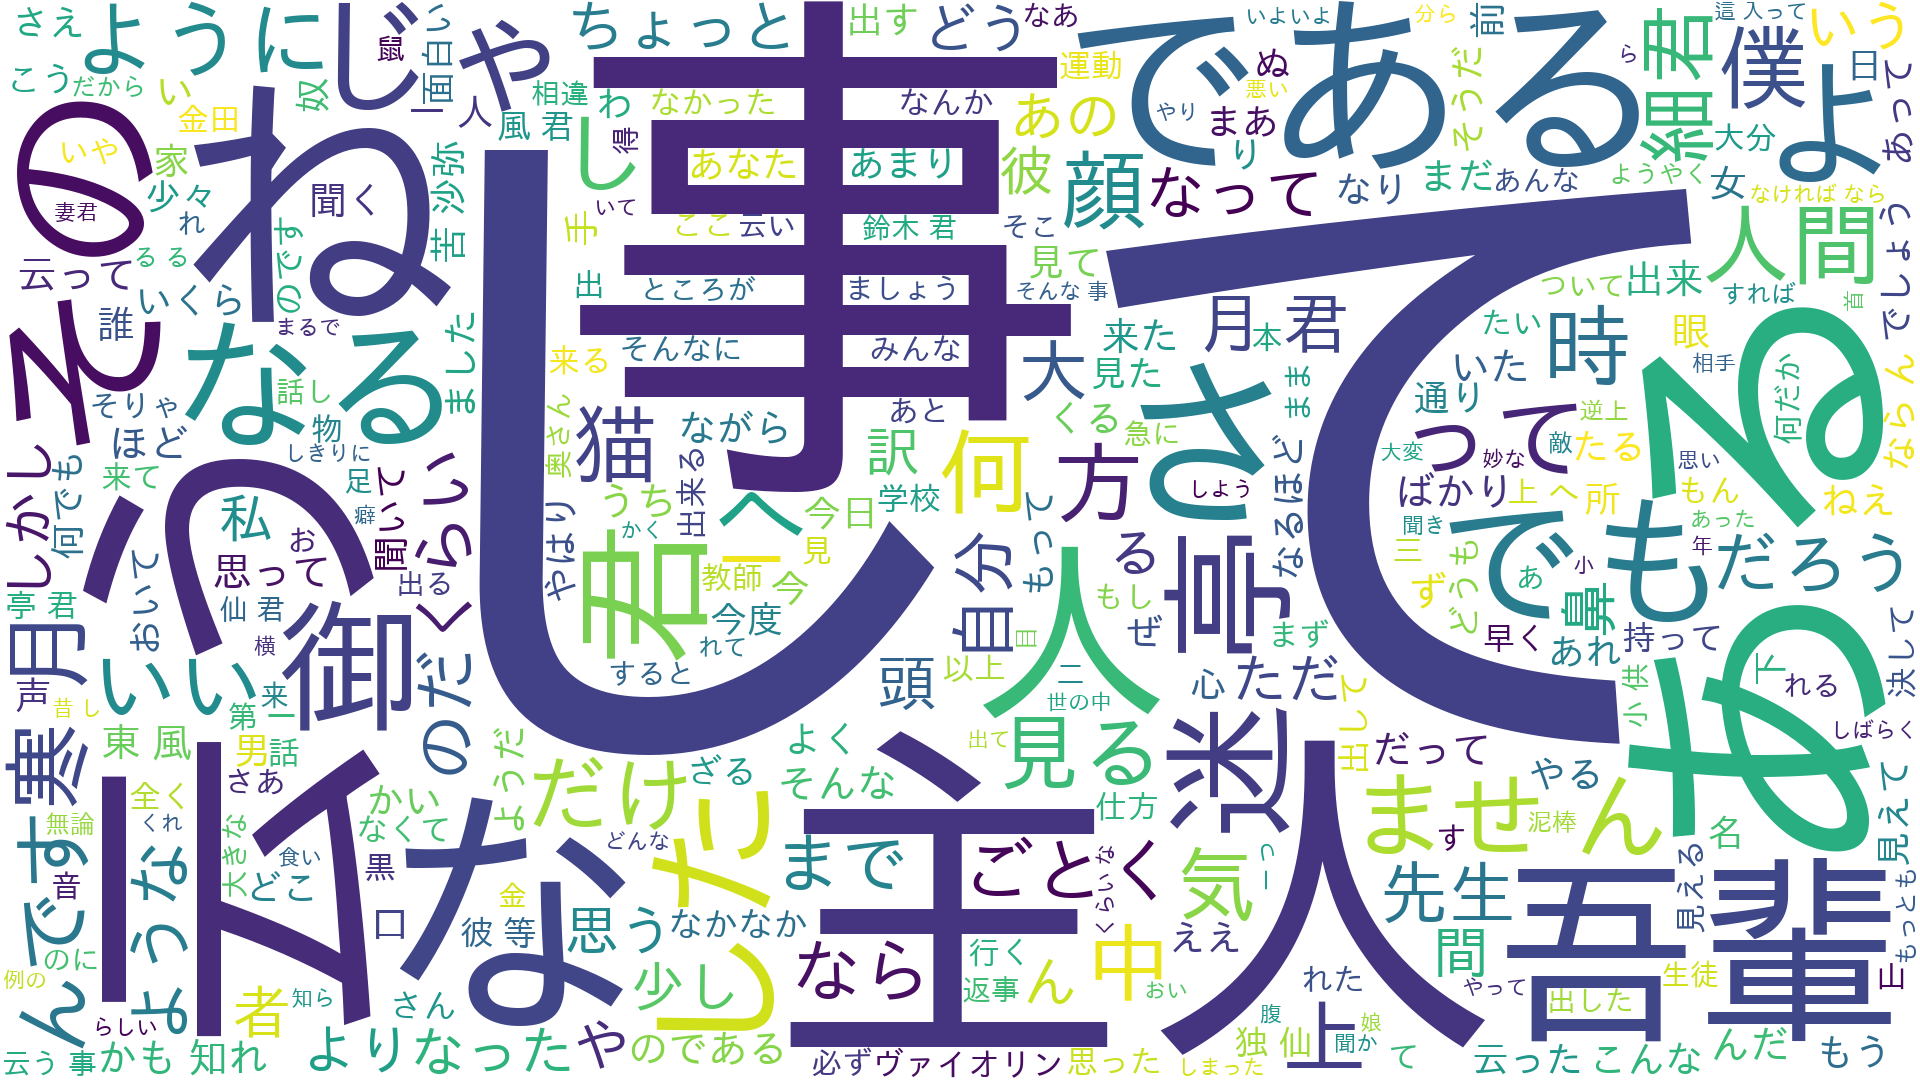 さえ
ように
じゃ
ちょっと
出す
どう
なあ
いよいよ
である
分ら
前
細君
僕
這入って
いう
こう
だから
鼠
面白い
い
金田
奴
一
人
相違
風君
わ
なかった
なんか
事
運動
あの
ぬ
悪い
まあ
やり
そうだ
ら
よ
日
あって
の
いや
家
少々
れ
妻君
ね
聞く
苦沙弥
得
し
あなた
あまり
彼
顔
なって
り
なり
まだ
あんな
ようやく
大分
女
なければなら
云って
るる
いくら
のです
手
いて
ここ
云い
鈴木君
そこ
見て
て
人間
でしょう
そ
誰
まるで
ました
出
ところが
ましょう
そんな事
月
君
本
ついて
出来
すれば
首
なる
話し
そりゃ
ほど
物
しきりに
来る
そんなに
みんな
大
来た
見た
まま
さ
時
たい
いた
眼
相手
ある
何だか
ならん
しかし
何でも
来て
っ
足
癖
聞いて
くらい
奥さん
猫
ながら
あと
訳
何
くる
急に
方
なるほど
通り
って
大変
妙な
逆上
敵
たる
思い
ばかり
上
へ
所
もん
ねえ
私
お
思って
おいて
出る
やはり
うち
出来る
へ
今日
学校
かく
君
一
見
自分
もって
る
しよう
聞き
三
ず
でも
どうも
あ
小
年
あった
だろう
亭君
仙君
横
御
教師
今
今度
れて
すると
人
もし
ぜ
亭
まず
早く
鼻
あれ
持って
決して
月
声
昔し
いい
来
第一
のだ
し
頭
以上
目
二
世の中
心
ただ
出して
小供
下
れる
しばらく
寒
東風
男
話
さあ
ようだ
だけ
ざる
よく
そんな
出て
見る
仕方
迷
だって
やる
ません
す
泥棒
名
見えて
んです
無論
音
全く
くれ
ような
大きな
どこ
食い
かい
なくて
黒
口
云
な
どんな
した
まで
主人
ごとく
くらいな
気
一つ
先生
吾輩
見える
もっとも
のに
例の
者
知ら
さん
金
彼等
思う
なかなか
少し
なら
行く
返事
ん
中
おい
ええ
れた
上
間
やって
出した
生徒
山
らしい
云う事
かも知れ
より
なった
や
のである
必ず
ヴァイオリン
思った
しまった
独仙
腹
娘
聞か
て
云った
こんな
んだ
もう